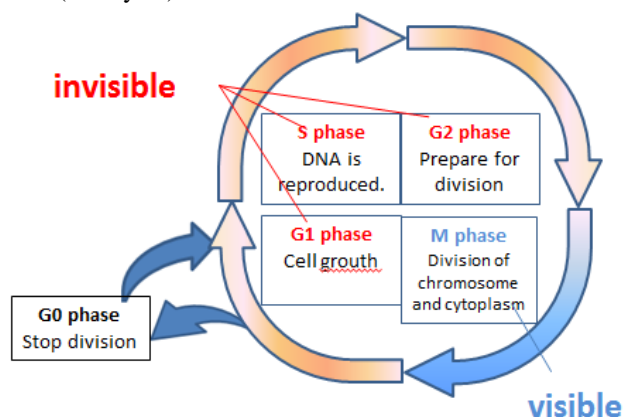 invisible
S phase
DNA is
reproduced.
G2 phase
Prepare for
division
G1 phase
Cell grouth
M phase
Division of
chromosome
and cytoplasm
G0 phase
Stop division
visible